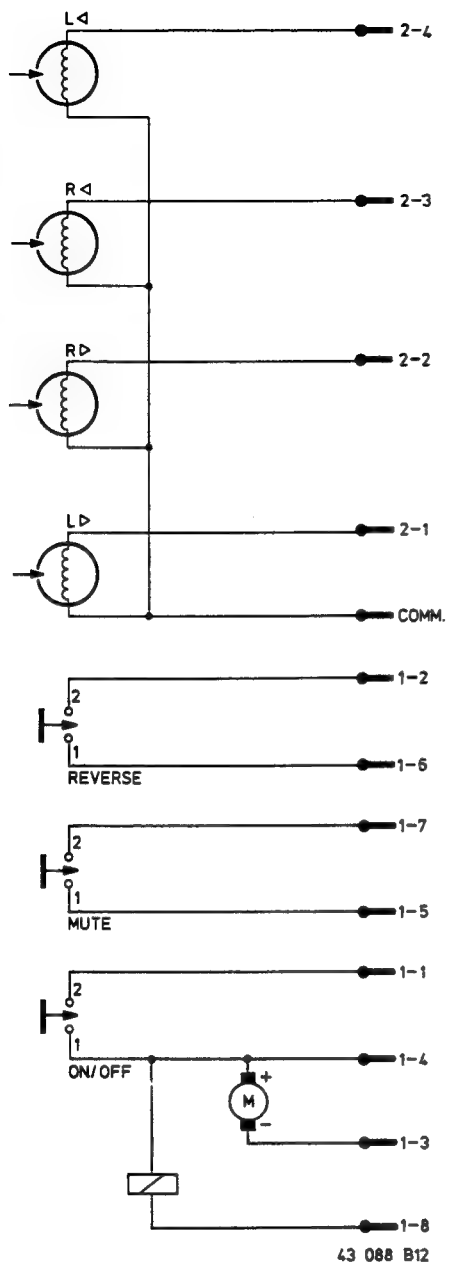 L ◁
2-4
R ◁
2-3
R ▷
2-2
L ▷
2-1
COMM.
1-2
2
1
1-6
REVERSE
1-7
2
1
1-5
MUTE
1-1
2
1
1-4
ON/OFF
+
M
-
1-3
1-8
43 088 B12